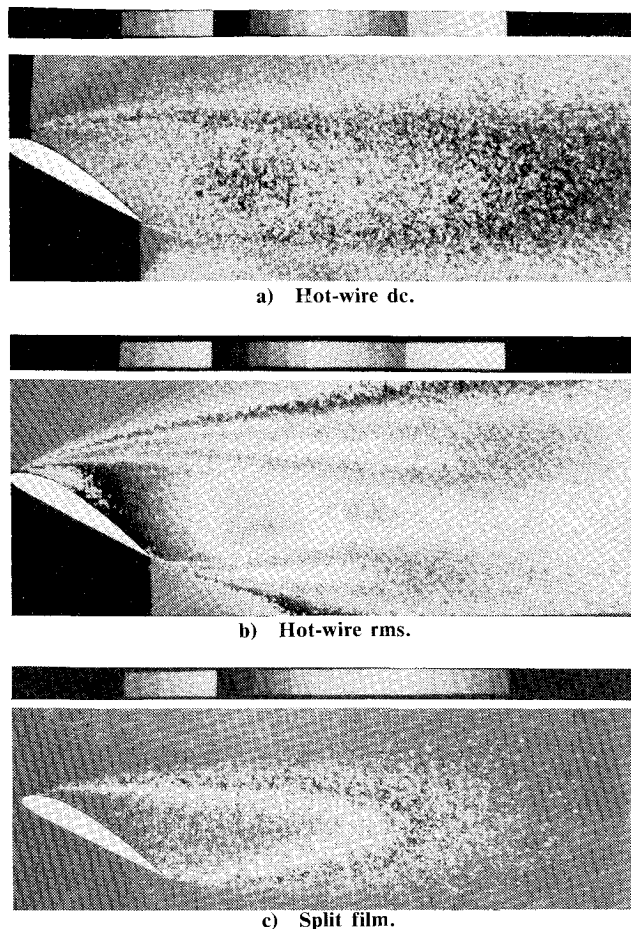 a) Hot-wire dc.
b) Hot-wire rms.
c) Split film.